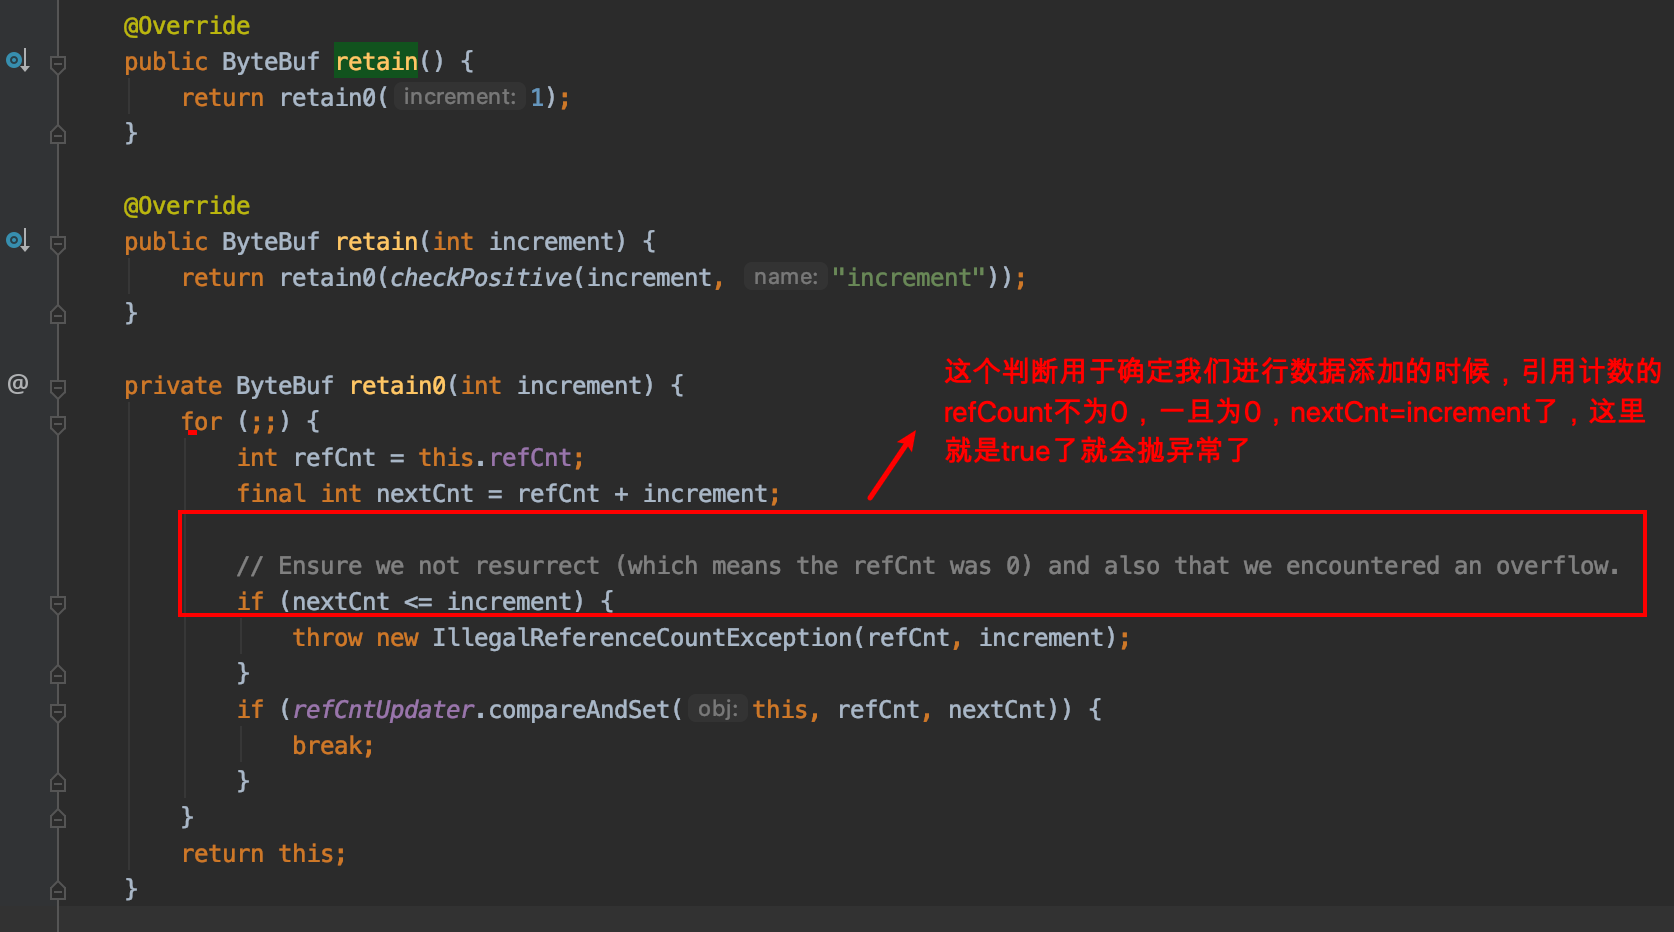 @Override
public ByteBuf retain() {
return retain0( increment: 1);
}
@Override
public ByteBuf retain(int increment) {
return retain0(checkPositive(increment, name: "increment"));
}
这个判断用于确定我们进行数据添加的时候，引用计数的
refCount不为0，一旦为0，nextCnt=increment了，这里
就是true了就会抛异常了
@
private ByteBuf retain0(int increment) {
for (;;) {
int refCnt = this.refCnt;
final int nextCnt = refCnt + increment;
// Ensure we not resurrect (which means the refCnt was 0) and also that we encountered an overflow.
if (nextCnt <= increment) {
throw new IllegalReferenceCountException(refCnt, increment);
}
if (refCntUpdater.compareAndSet( obj: this, refCnt, nextCnt)) {
break;
}
}
return this;
}